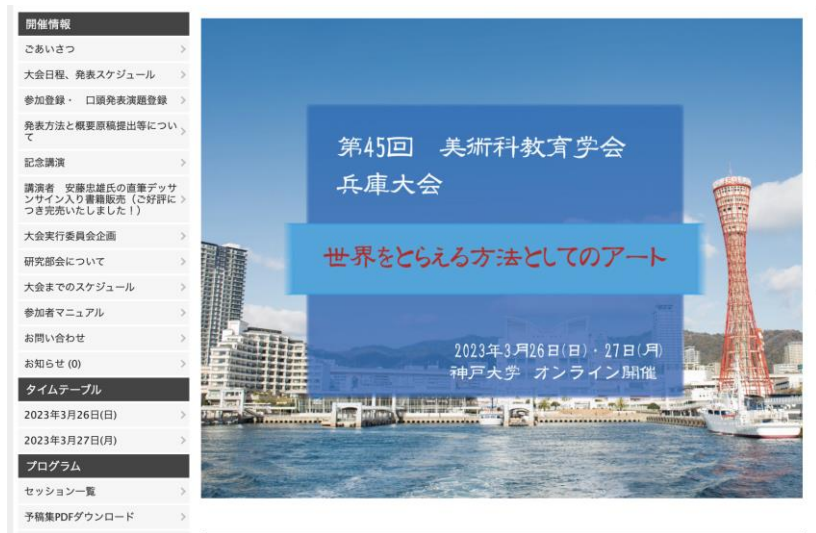 開催情報
ごあいさつ
大会日程、発表スケジュール
参加登録・　口頭発表演題登録
発表方法と概要原稿提出等につい
て
記念講演
講演者　安藤忠雄氏の直筆デッサ
ンサイン入り書籍販売（ご好評に
つき完売いたしました！）
大会実行委員会企画
研究部会について
大会までのスケジュール
参加者マニュアル
お問い合わせ
お知らせ (0)
タイムテーブル
2023年3月26日(日)
2023年3月27日(月)
プログラム
セッション一覧
予稿集PDFダウンロード
第45回　美術科教育学会
兵庫大会
世界をとらえる方法としてのアート
2023年3月26日(日)・27日(月)
神戸大学 オンライン開催